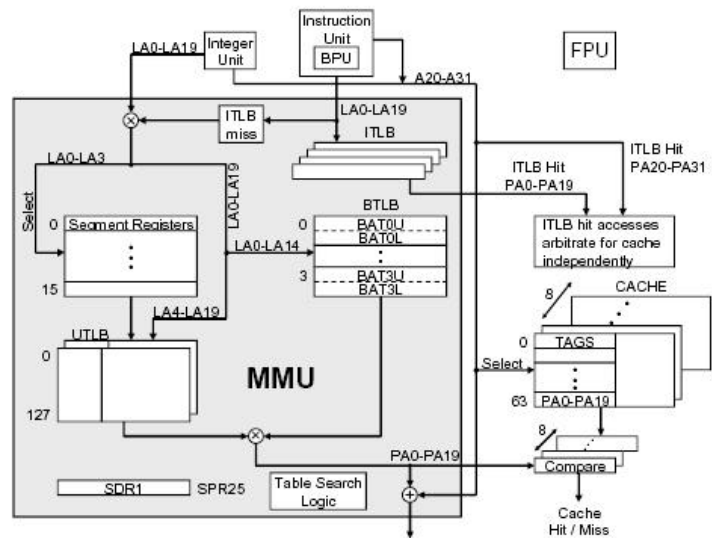 Instruction
Unit
BPU
Integer
Unit
FPU
LA0-LA19
A20-A31
LA0-LA19
ITLB
miss
ITLB
LA0-LA3
LA0-LA19
Select
ITLB Hit
PA0-PA19
ITLB Hit
PA20-PA31
BTLB
0
Segment Registers
15
LA0-LA14
0
BAT0U
BAT0L
3
BAT3U
BAT3L
ITLB hit accesses
arbitrate for cache
independently
LA4-LA19
UTLB
0
127
MMU
8
CACHE
Select
0
TAGS
63
PA0-PA19
8
Compare
PA0-PA19
SDR1
SPR25
Table Search
Logic
Cache
Hit / Miss